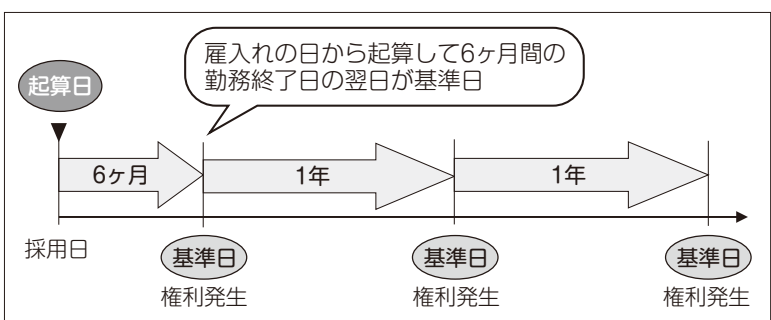 雇入れの日から起算して6ヶ月間の
勤務終了日の翌日が基準日
起算日
6ヶ月
1年
1年
採用日
基準日
基準日
基準日
権利発生
権利発生
権利発生